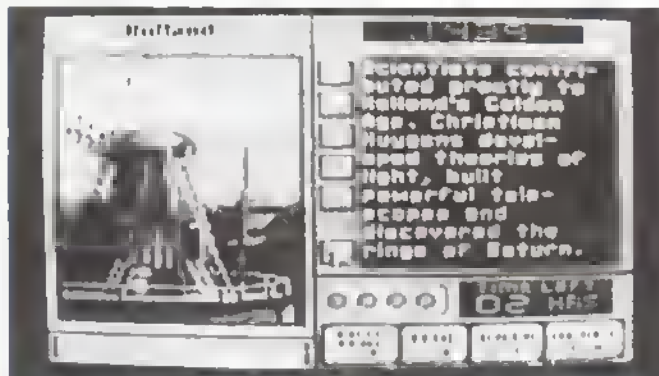 Scientists contri-
buted greatly to
Holland's Golden
Age. Christiaan
Huygens devel-
oped theories of
light, built
powerful tele-
scopes and
discovered the
rings of Saturn.
TIME LEFT
02 HRS